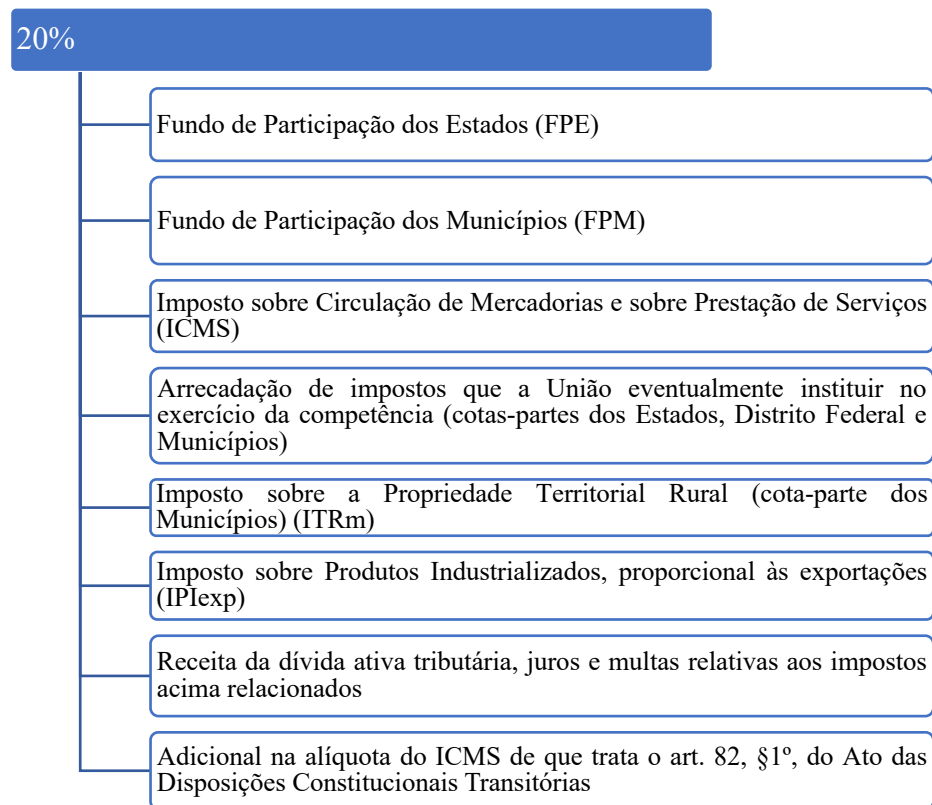 20%
Fundo de Participação dos Estados (FPE)
Fundo de Participação dos Municípios (FPM)
Imposto sobre Circulação de Mercadorias e sobre Prestação de Serviços
(ICMS)
Arrecadação de impostos que a União eventualmente instituir no
exercício da competência (cotas-partes dos Estados, Distrito Federal e
Municípios)
Imposto sobre a Propriedade Territorial Rural (cota-parte dos
Municípios) (ITRm)
Imposto sobre Produtos Industrializados, proporcional às exportações
(IPIexp)
Receita da dívida ativa tributária, juros e multas relativas aos impostos
acima relacionados
Adicional na alíquota do ICMS de que trata o art. 82, §1º, do Ato das
Disposições Constitucionais Transitórias